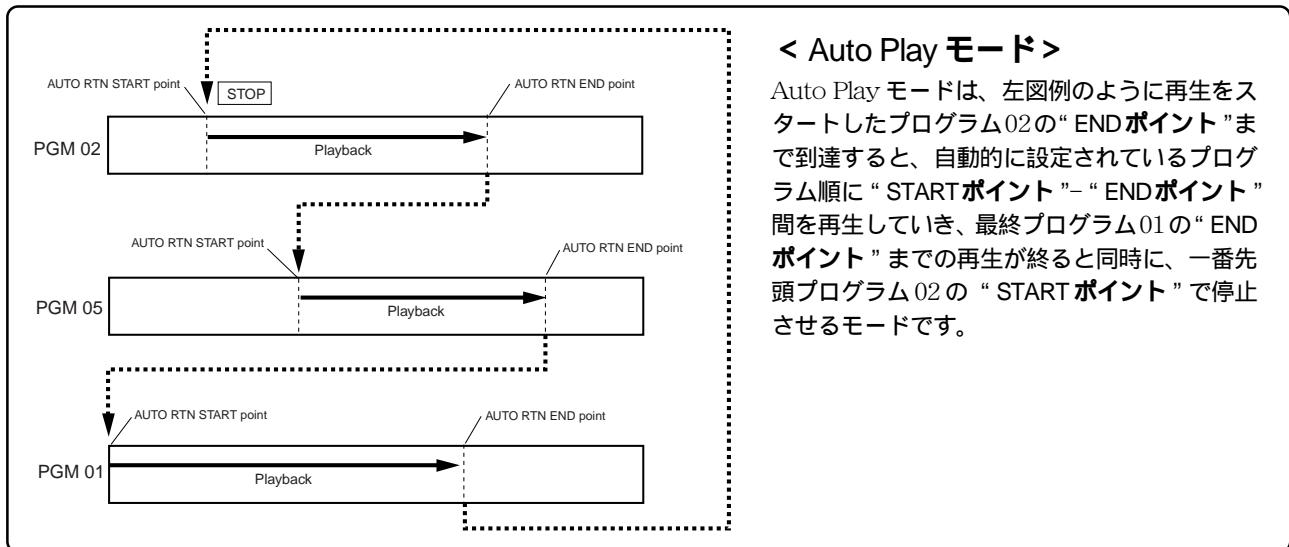 AUTO RTN START point
STOP
AUTO RTN END point
PGM 02
Playback
AUTO RTN START point
AUTO RTN END point
PGM 05
Playback
AUTO RTN START point
AUTO RTN END point
PGM 01
Playback
< Auto Play モード >
Auto Play モードは、左図例のように再生をス
タートしたプログラム02の“ ENDポイント ”ま
で到達すると、自動的に設定されているプログ
ラム順に “ STARTポイント ”– “ ENDポイント ”
間を再生していき、最終プログラム01の“ END
ポイント ” までの再生が終ると同時に、一番先
頭プログラム 02 の “ START ポイント ” で停止
させるモードです。